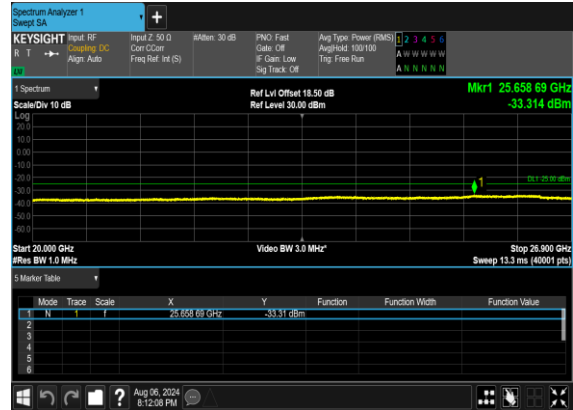 Spectrum Analyzer 1
Swept SA
+
KEYSIGHT Input: RF Input Z: 50 Ω #Atten: 30 dB PNO: Fast Avg Type: Power (RMS) 1 2 3 4 5 6
R T Coupling: DC Corr CCorr Gate: Off Avg|Hold: 100/100 A W W W W W
Align: Auto Freq Ref: Int (S) IF Gain: Low Trig: Free Run
LNI Sig Track: Off A N N N N N
1 Spectrum Ref Lvl Offset 18.50 dB Mkr1 25.658 69 GHz
Scale/Div 10 dB Ref Level 30.00 dBm -33.314 dBm
Log
20.0
10.0
0.00
-10.0
-20.0
DL1 -25.00 dBm
1
-30.0
-40.0
-50.0
-60.0
Start 20.000 GHz Video BW 3.0 MHz* Stop 26.900 GHz
#Res BW 1.0 MHz Sweep 13.3 ms (40001 pts)
5 Marker Table
Mode Trace Scale X Y Function Function Width Function Value
1 N 1 f 25.658 69 GHz -33.31 dBm
2
3
4
5
6
? Aug 06, 2024
8:12:08 PM